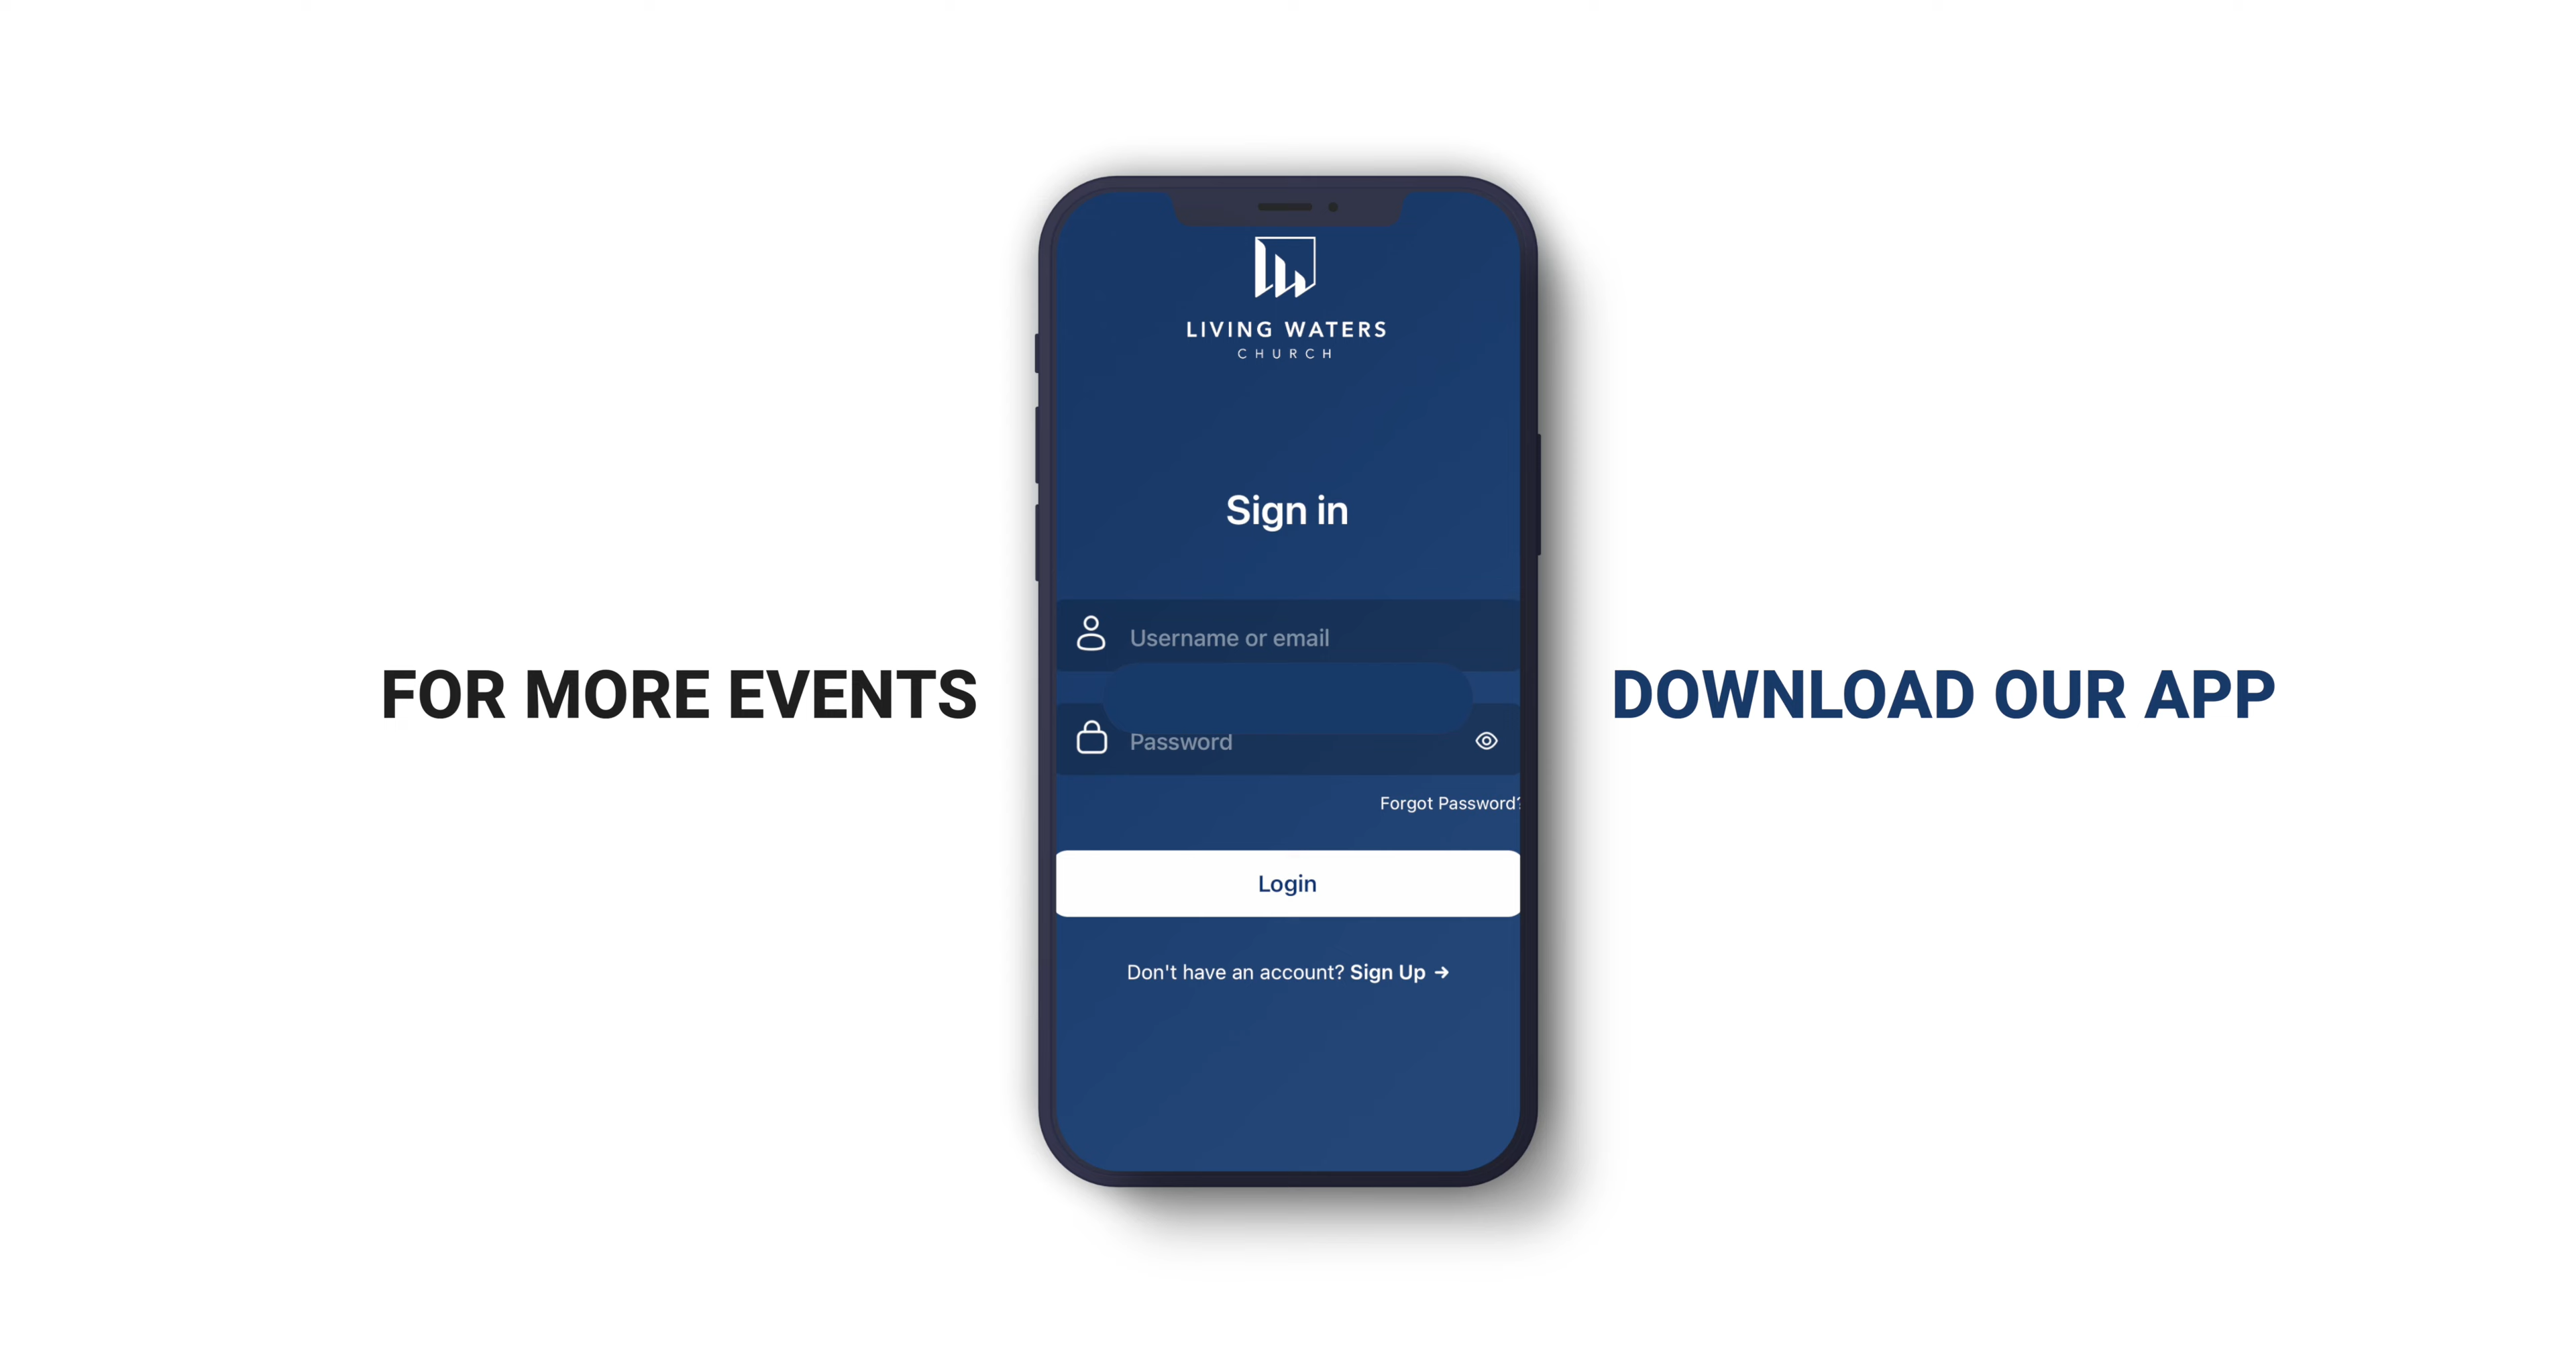 LIVING WATERS
CHURCH
Sign in
Username or email
FOR MORE EVENTS
DOWNLOAD OUR APP
Password
Forgot Password?
Login
Don't have an account? Sign Up →